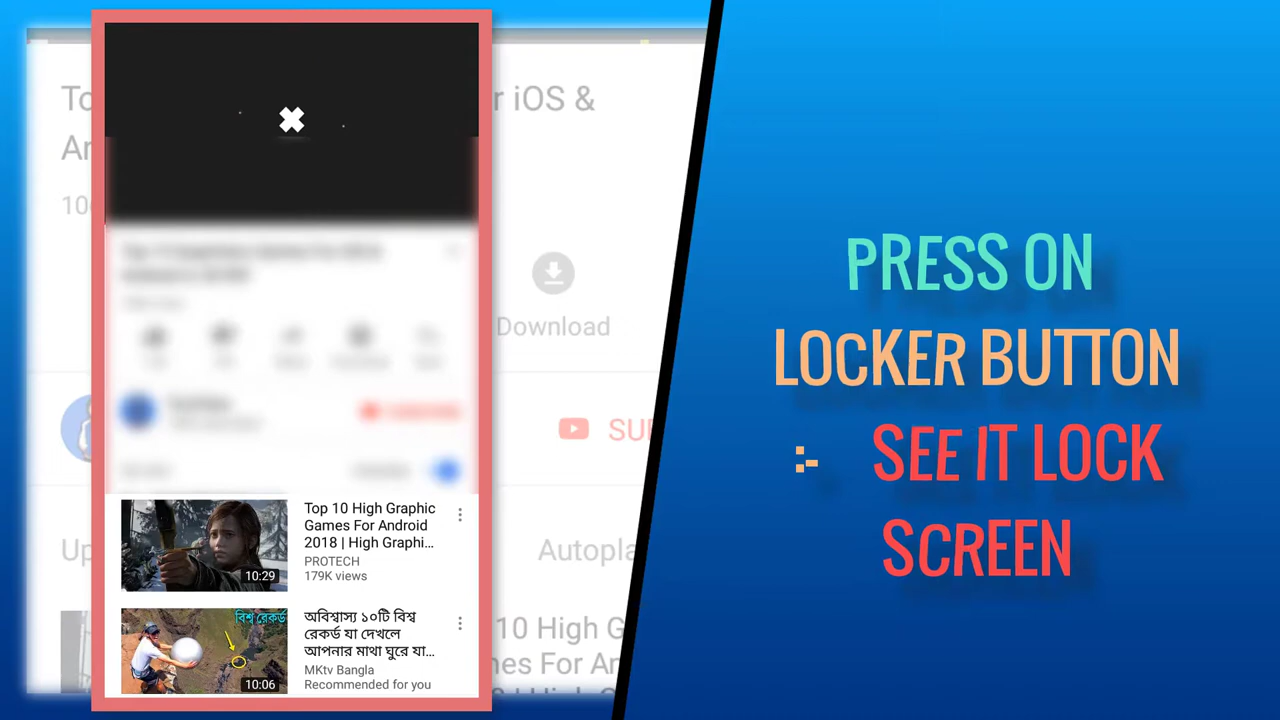 To
r iOS &
An
10
Download
SU
Up
Autopla
Top 10 High Graphic
Games For Android
2018 | High Graphi...
PROTECH
179K views
10:29
বিশ্ব রেকর্ড
অবিশ্বাস্য ১০টি বিশ্ব
রেকর্ড যা দেখলে
আপনার মাথা ঘুরে যা...
MKtv Bangla
Recommended for you
10:06
10 High G
mes For An
PRESS ON
LOCKER BUTTON
:- SEE IT LOCK
SCREEN